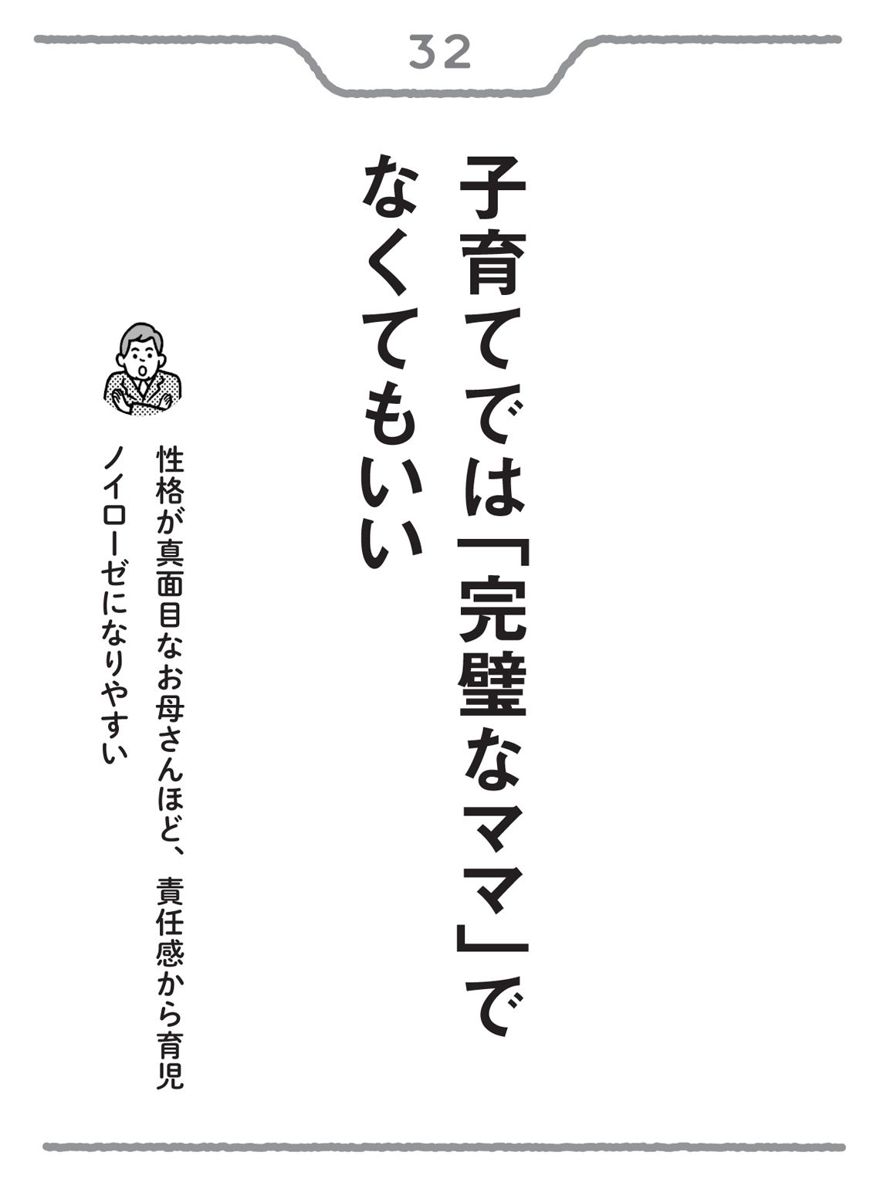 32
子育てでは「完璧なママ」で
なくてもいい
性格が真面目なお母さんほど、責任感から育児
ノイローゼになりやすい